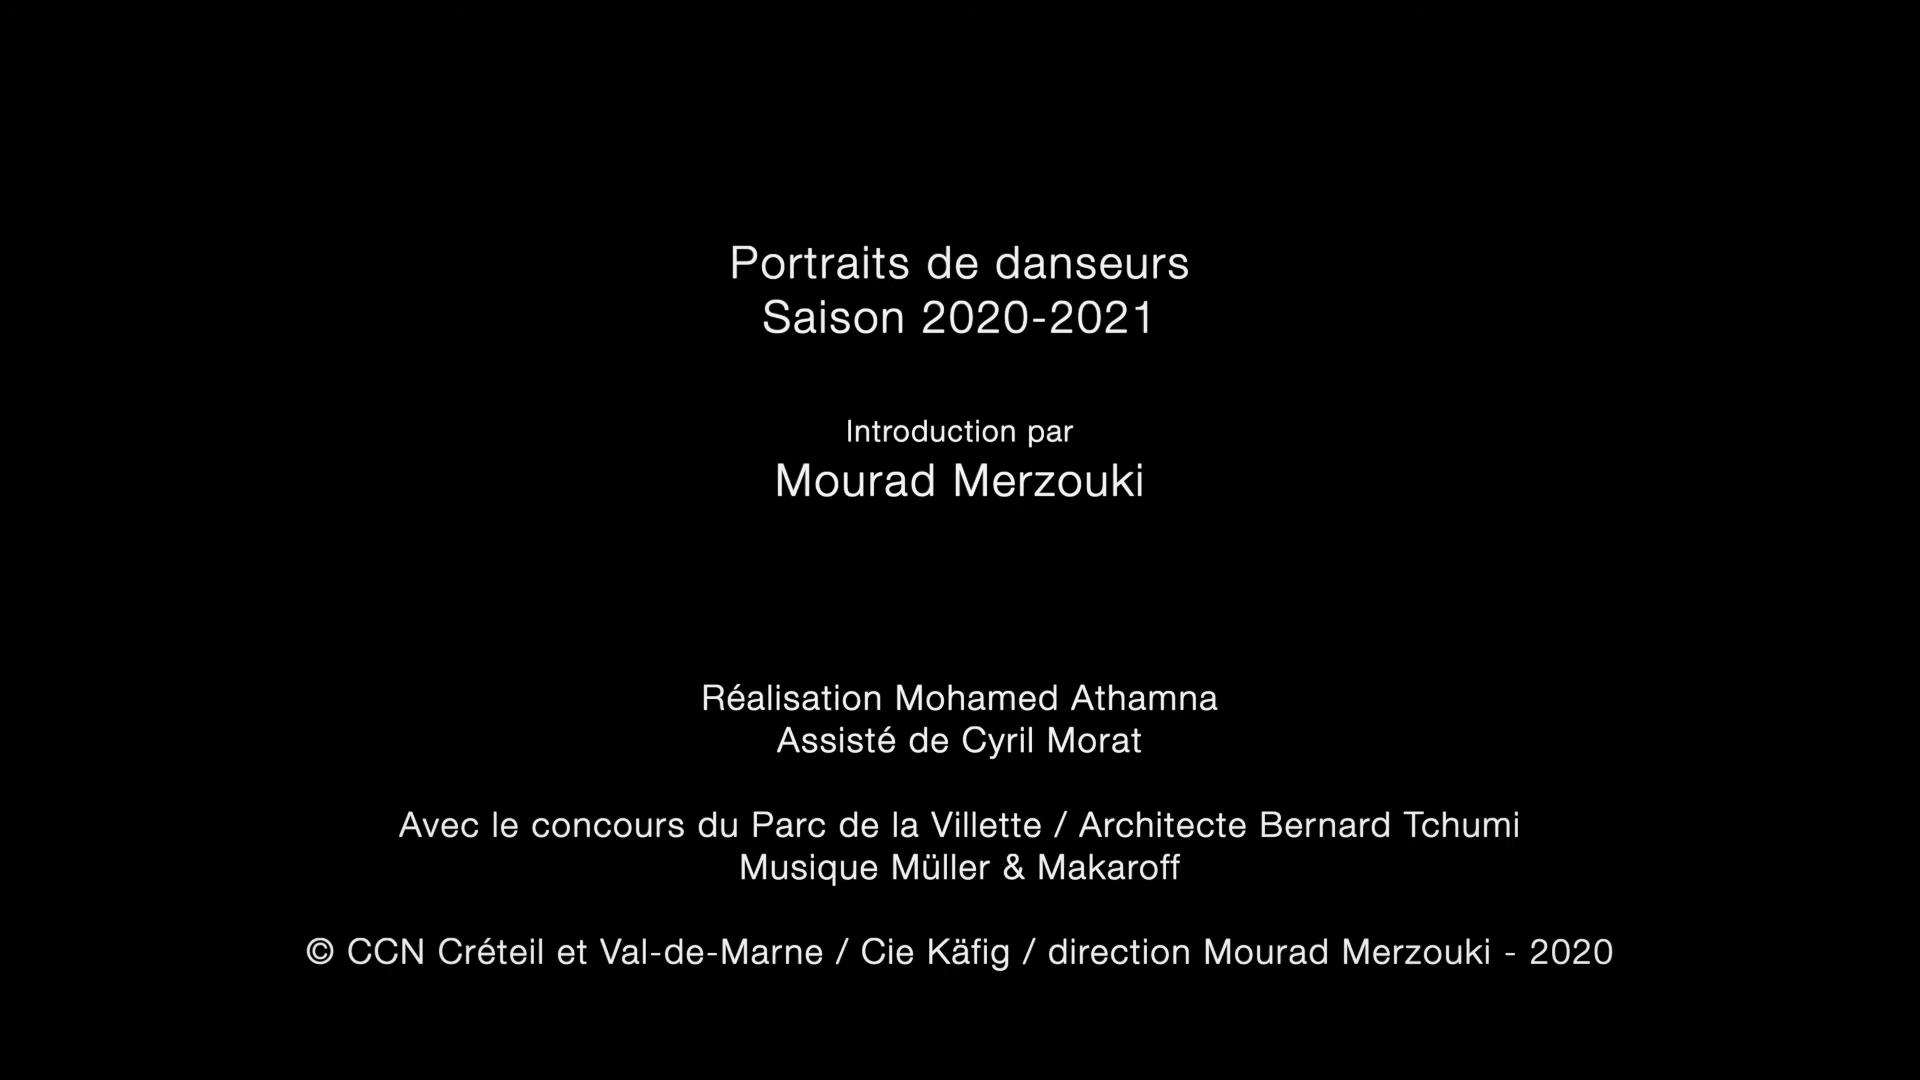 Portraits de danseurs
Saison 2020-2021
Introduction par
Mourad Merzouki
Réalisation Mohamed Athamna
Assisté de Cyril Morat
Avec le concours du Parc de la Villette / Architecte Bernard Tchumi
Musique Müller & Makaroff
© CCN Créteil et Val-de-Marne / Cie Käfig / direction Mourad Merzouki - 2020